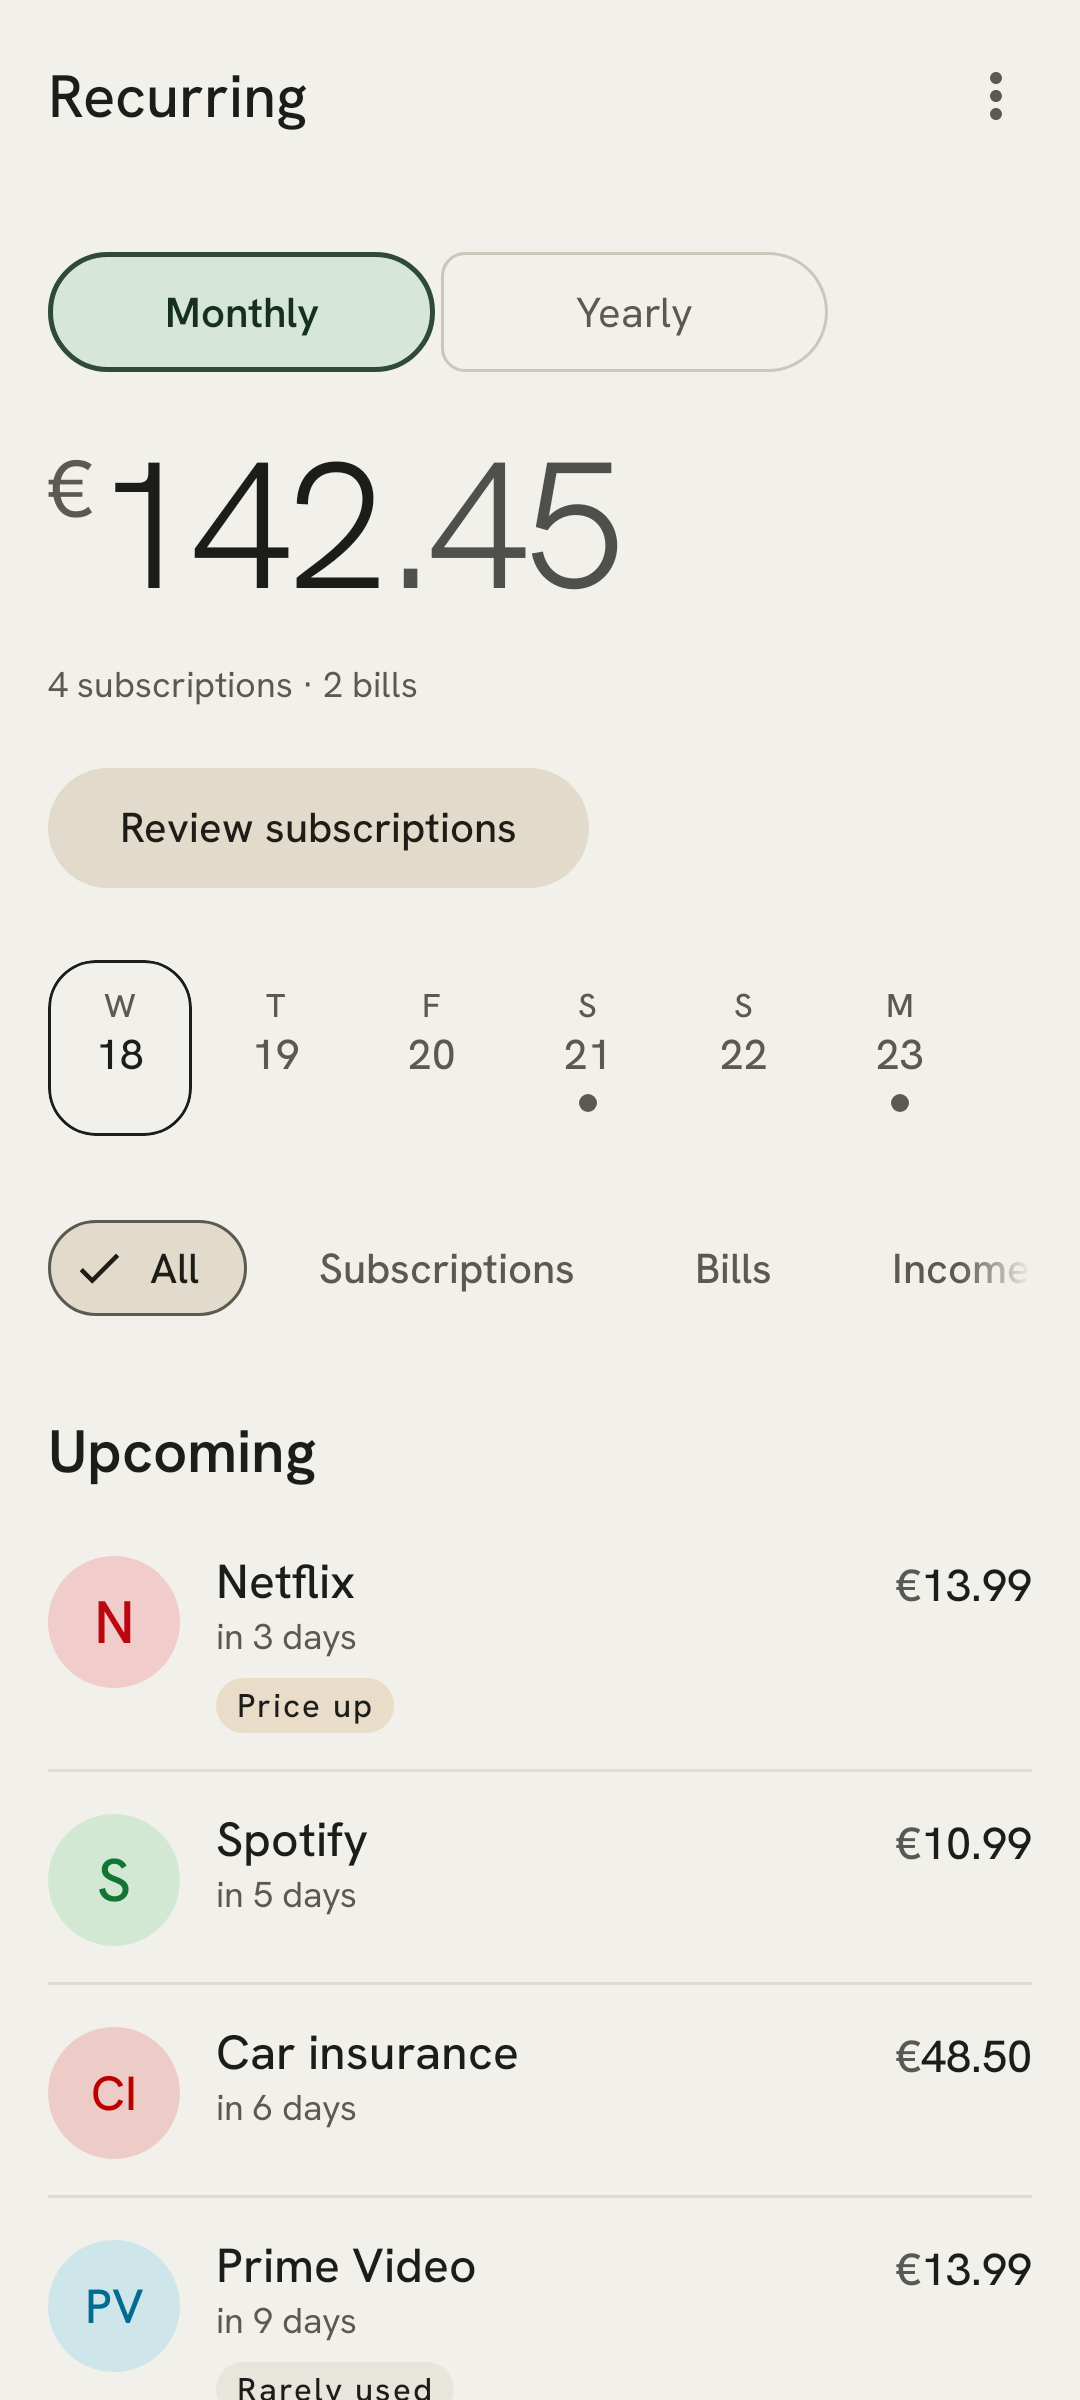 Recurring
Monthly
Yearly
€142.45
4 subscriptions · 2 bills
Review subscriptions
W T F S S M
18 19 20 21 22 23
All Subscriptions Bills Income
Upcoming
N
Netflix €13.99
in 3 days
Price up
S
Spotify €10.99
in 5 days
CI
Car insurance €48.50
in 6 days
PV
Prime Video €13.99
in 9 days
Rarely used